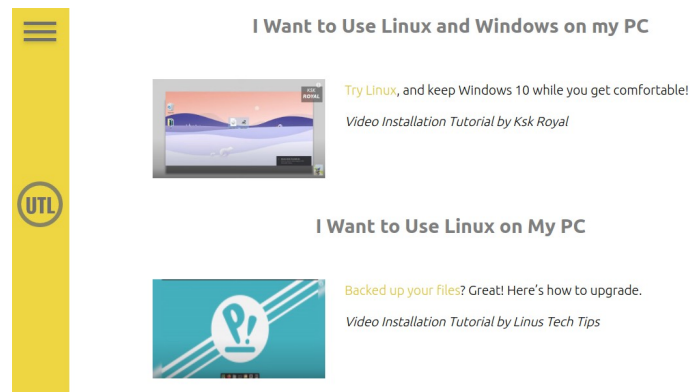 I Want to Use Linux and Windows on my PC
KSK
ROYAL
Try Linux, and keep Windows 10 while you get comfortable!
Video Installation Tutorial by Ksk Royal
UTL
I Want to Use Linux on My PC
P!
Backed up your files? Great! Here's how to upgrade.
Video Installation Tutorial by Linus Tech Tips